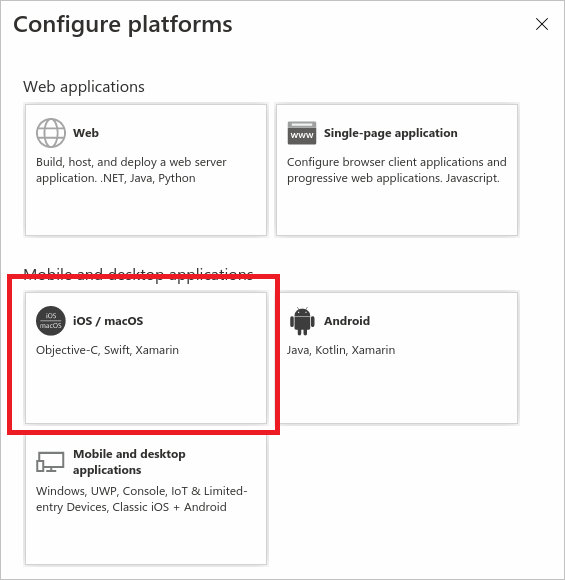 Configure platforms
Web applications
Web
Build, host, and deploy a web server
application. .NET, Java, Python
www
Single-page application
Configure browser client applications and
progressive web applications. Javascript.
Mobile and desktop applications
iOS
macOS
iOS / macOS
Objective-C, Swift, Xamarin
Android
Java, Kotlin, Xamarin
Mobile and desktop
applications
Windows, UWP, Console, IoT & Limited-
entry Devices, Classic iOS + Android